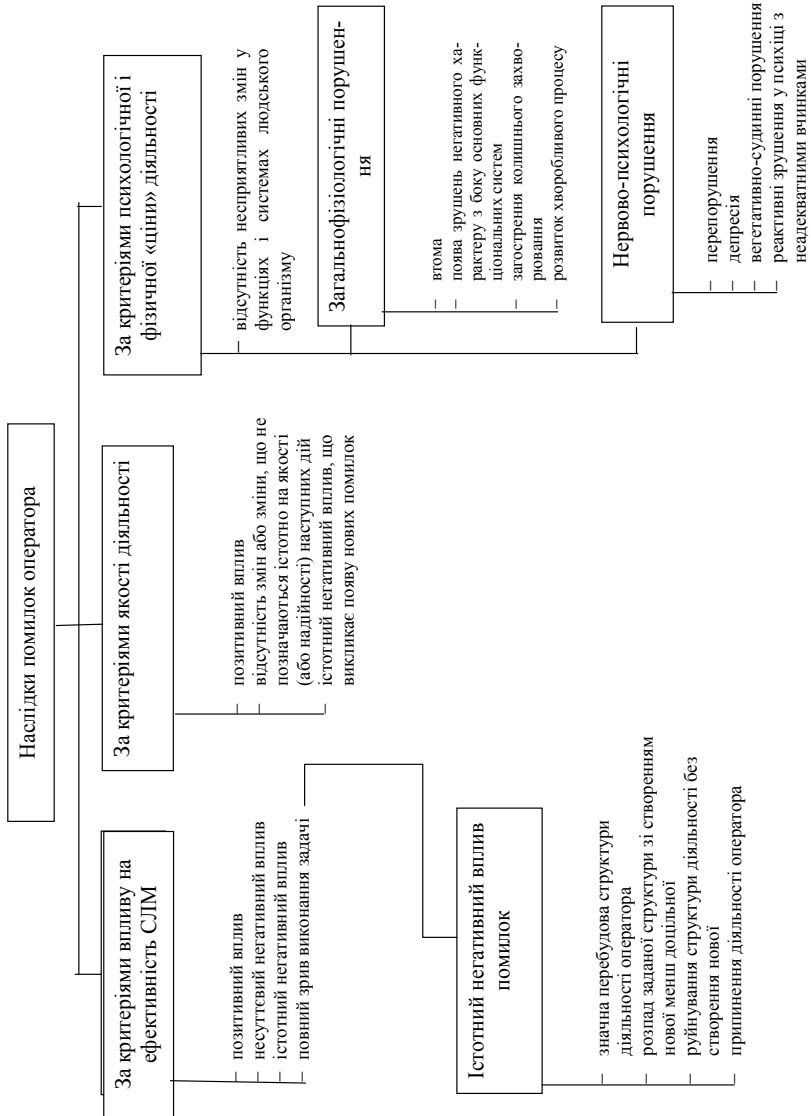 Наслідки помилок оператора
За критеріями впливу на
ефективність СЛМ
– позитивний вплив
– несуттєвий негативний вплив
– істотний негативний вплив
– повний зрив виконання задачі
Істотний негативний вплив
помилок
– значна перебудова структури
діяльності оператора
– розпад заданої структури зі створенням
нової менш доцільної
– руйнування структури діяльності без
створення нової
– припинення діяльності оператора
За критеріями якості діяльності
– позитивний вплив
– відсутність змін або зміни, що не
позначаються істотно на якості
(або надійності) наступних дій
– істотний негативний вплив, що
викликає появу нових помилок
За критеріями психологічної і
фізичної «ціни» діяльності
– відсутність несприятливих змін у
функціях і системах людського
організму
Загальнофізіологічні порушен-
ня
– втома
– поява зрушень негативного ха-
рактеру з боку основних функ-
ціональних систем
– загострення колишнього захво-
рювання
– розвиток хворобливого процесу
Нервово-психологічні
порушення
– перепорушення
– депресія
– вегетативно-судинні порушення
– реактивні зрушення у психіці з
неадекватними вчинками